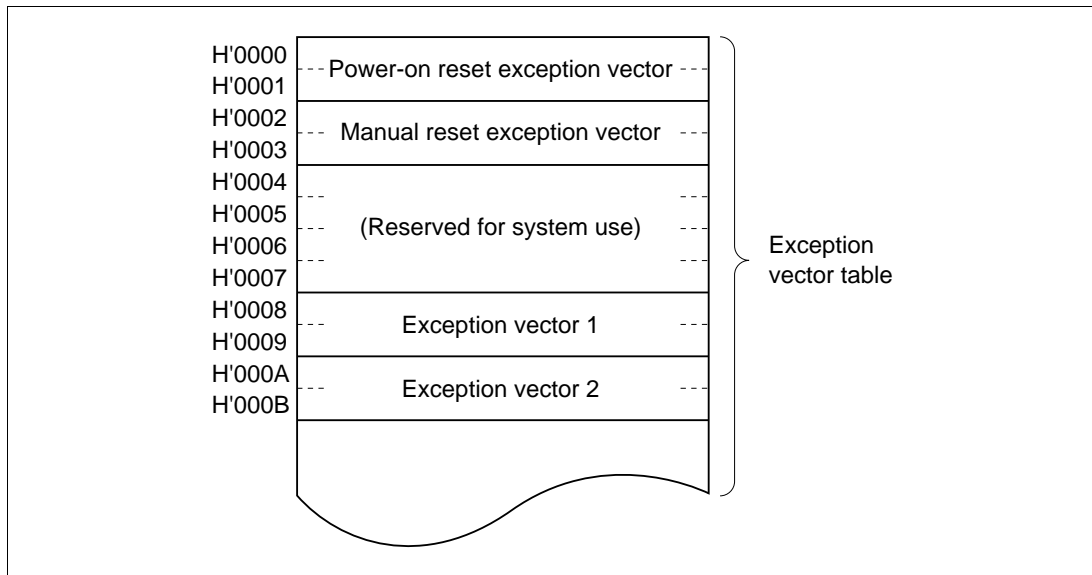 H'0000
Power-on reset exception vector
H'0001
H'0002
Manual reset exception vector
H'0003
H'0004
H'0005
(Reserved for system use)
H'0006
H'0007
H'0008
Exception vector 1
H'0009
H'000A
Exception vector 2
H'000B
Exception
vector table